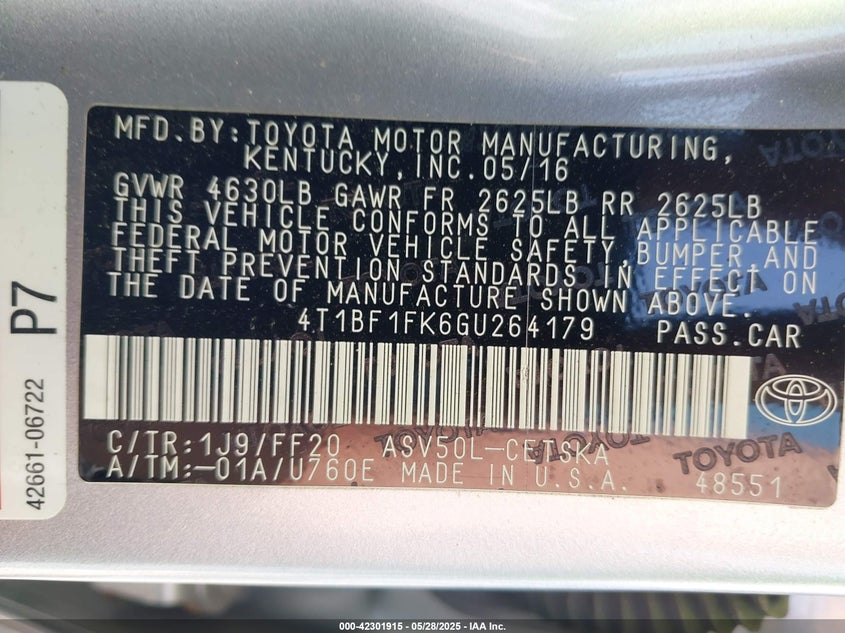 MFD.BY:TOYOTA MOTOR MANUFACTURING,
KENTUCKY,INC.05/16
GVWR 4630LB GAWR FR 2625LB RR 2625LB
THIS VEHICLE CONFORMS TO ALL APPLICABLE
FEDERAL MOTOR VEHICLE SAFETY,BUMPER AND
THEFT PREVENTION STANDARDS IN EFFECT ON
THE DATE OF MANUFACTURE SHOWN ABOVE.
4T1BF1FK6GU264179 PASS.CAR
C/TR:1J9/FF20 ASV50L-CETSKA
A/TM:-01A/U760E MADE IN U.S.A. 48551
TOYOTA
P7
42661-06722
000-42301915 | 05/28/2025 | IAA Inc.